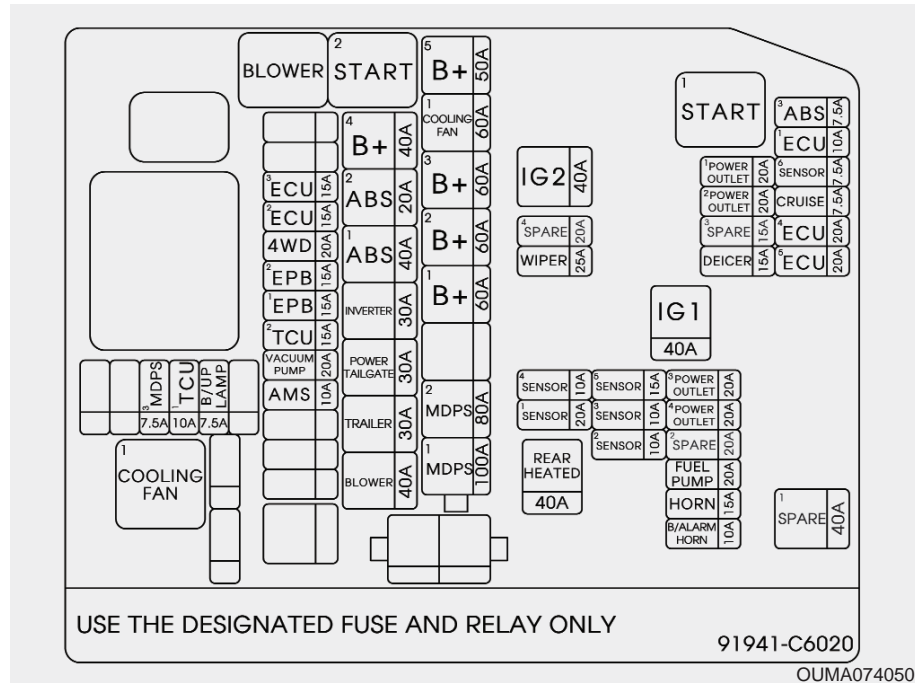 BLOWER
2
START
5
B+ 50A
4
B+ 40A
1
COOLING
FAN 60A
3
ECU 15A
2
ABS 20A
3
B+ 60A
2
ECU 15A
4WD 20A
1
ABS 40A
2
B+ 60A
2
EPB 15A
1
EPB 15A
INVERTER 30A
1
B+ 60A
2
TCU 15A
VACUUM
PUMP 20A
POWER
TAILGATE 30A
AMS 10A
2
MDPS 80A
TRAILER 30A
1
MDPS 100A
BLOWER 40A
3
MDPS
7.5A
1
TCU
10A
B/UP
LAMP
7.5A
1
COOLING
FAN
IG2 40A
4
SPARE 20A
WIPER 25A
1
START
3
ABS 7.5A
1
ECU 10A
1
POWER
OUTLET 20A
6
SENSOR 7.5A
2
POWER
OUTLET 20A
CRUISE 7.5A
3
SPARE 15A
4
ECU 20A
DEICER 15A
5
ECU 20A
IG1
40A
4
SENSOR 10A
5
SENSOR 15A
3
POWER
OUTLET 20A
1
SENSOR 20A
3
SENSOR 10A
4
POWER
OUTLET 20A
2
SENSOR 10A
2
SPARE 20A
REAR
HEATED
40A
FUEL
PUMP 20A
HORN 15A
B/ALARM
HORN 10A
1
SPARE 40A
USE THE DESIGNATED FUSE AND RELAY ONLY
91941-C6020
OUMA074050